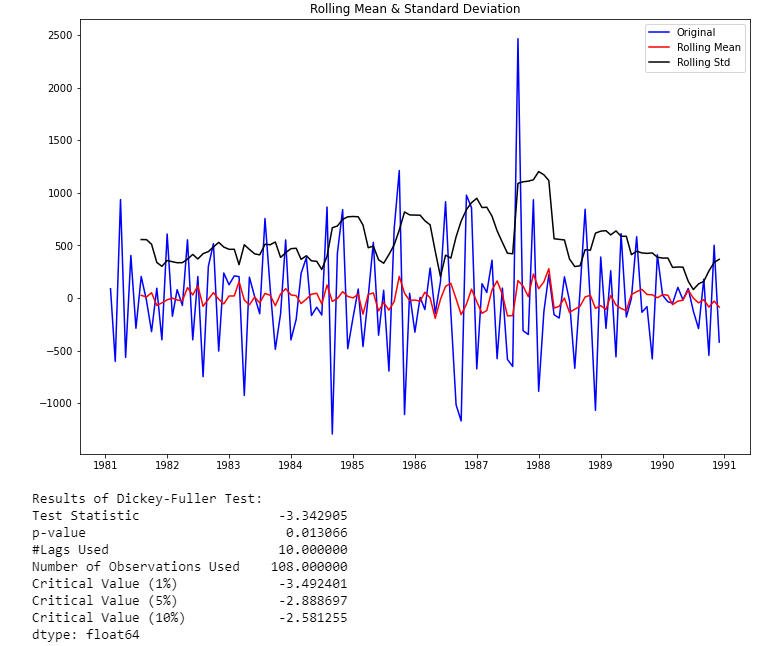 Rolling Mean & Standard Deviation
Original
Rolling Mean
Rolling Std
2500
2000
1500
1000
500
0
−500
−1000
1981 1982 1983 1984 1985 1986 1987 1988 1989 1990 1991
Results of Dickey-Fuller Test:
Test Statistic -3.342905
p-value 0.013066
#Lags Used 10.000000
Number of Observations Used 108.000000
Critical Value (1%) -3.492401
Critical Value (5%) -2.888697
Critical Value (10%) -2.581255
dtype: float64